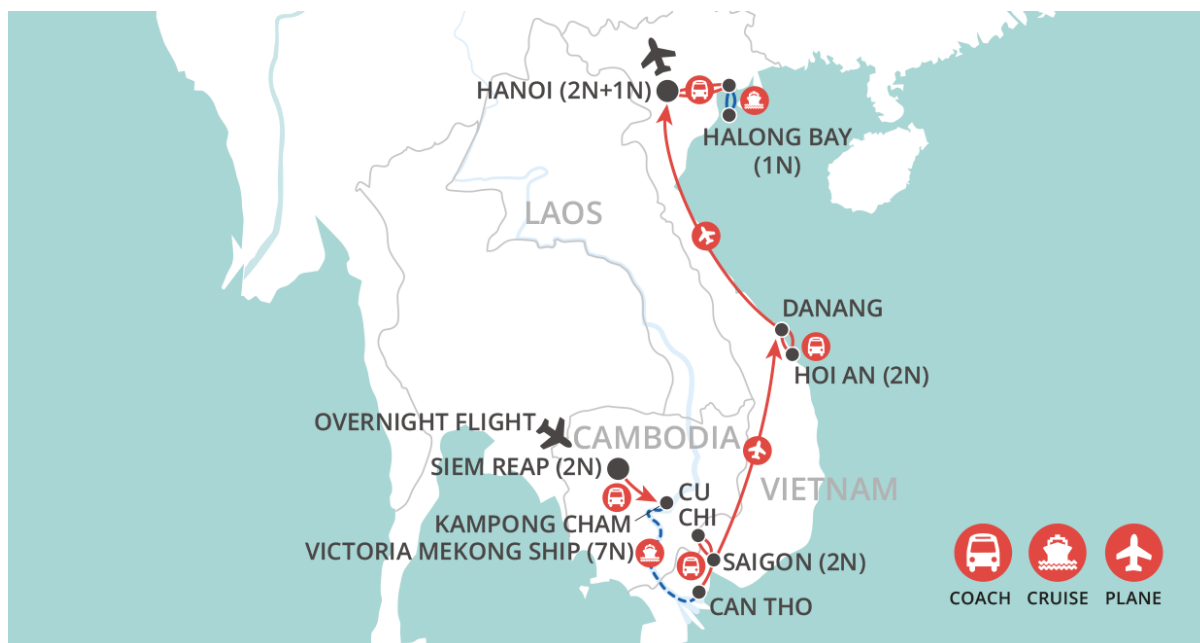 HANOI (2N+1N)
HALONG BAY
(1N)
LAOS
DANANG
HOI AN (2N)
OVERNIGHT FLIGHT
CAMBODIA
SIEM REAP (2N)
VIETNAM
CU
CHI
KAMPONG CHAM
VICTORIA MEKONG SHIP (7N)
SAIGON (2N)
CAN THO
COACH CRUISE PLANE